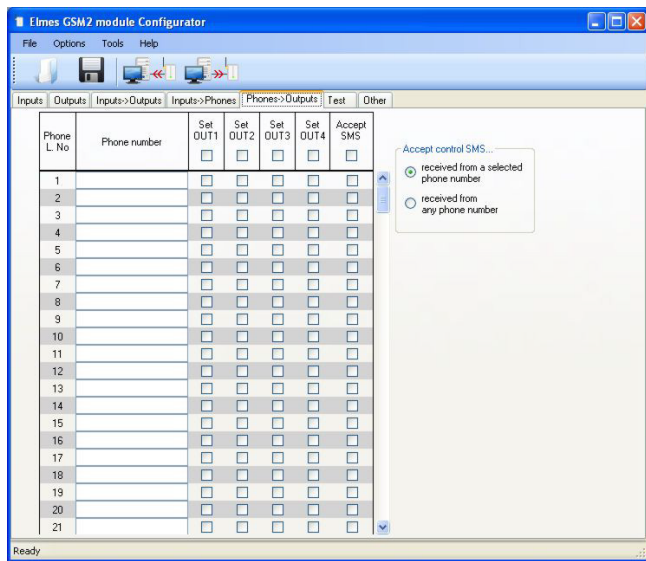 Elmes GSM2 module Configurator
File Options Tools Help
Inputs Outputs Inputs->Outputs Inputs->Phones Phones->Outputs Test Other
Phone L. No
Phone number
Set OUT1
Set OUT2
Set OUT3
Set OUT4
Accept SMS
Accept control SMS...
received from a selected
phone number
received from
any phone number
1
2
3
4
5
6
7
8
9
10
11
12
13
14
15
16
17
18
19
20
21
Ready